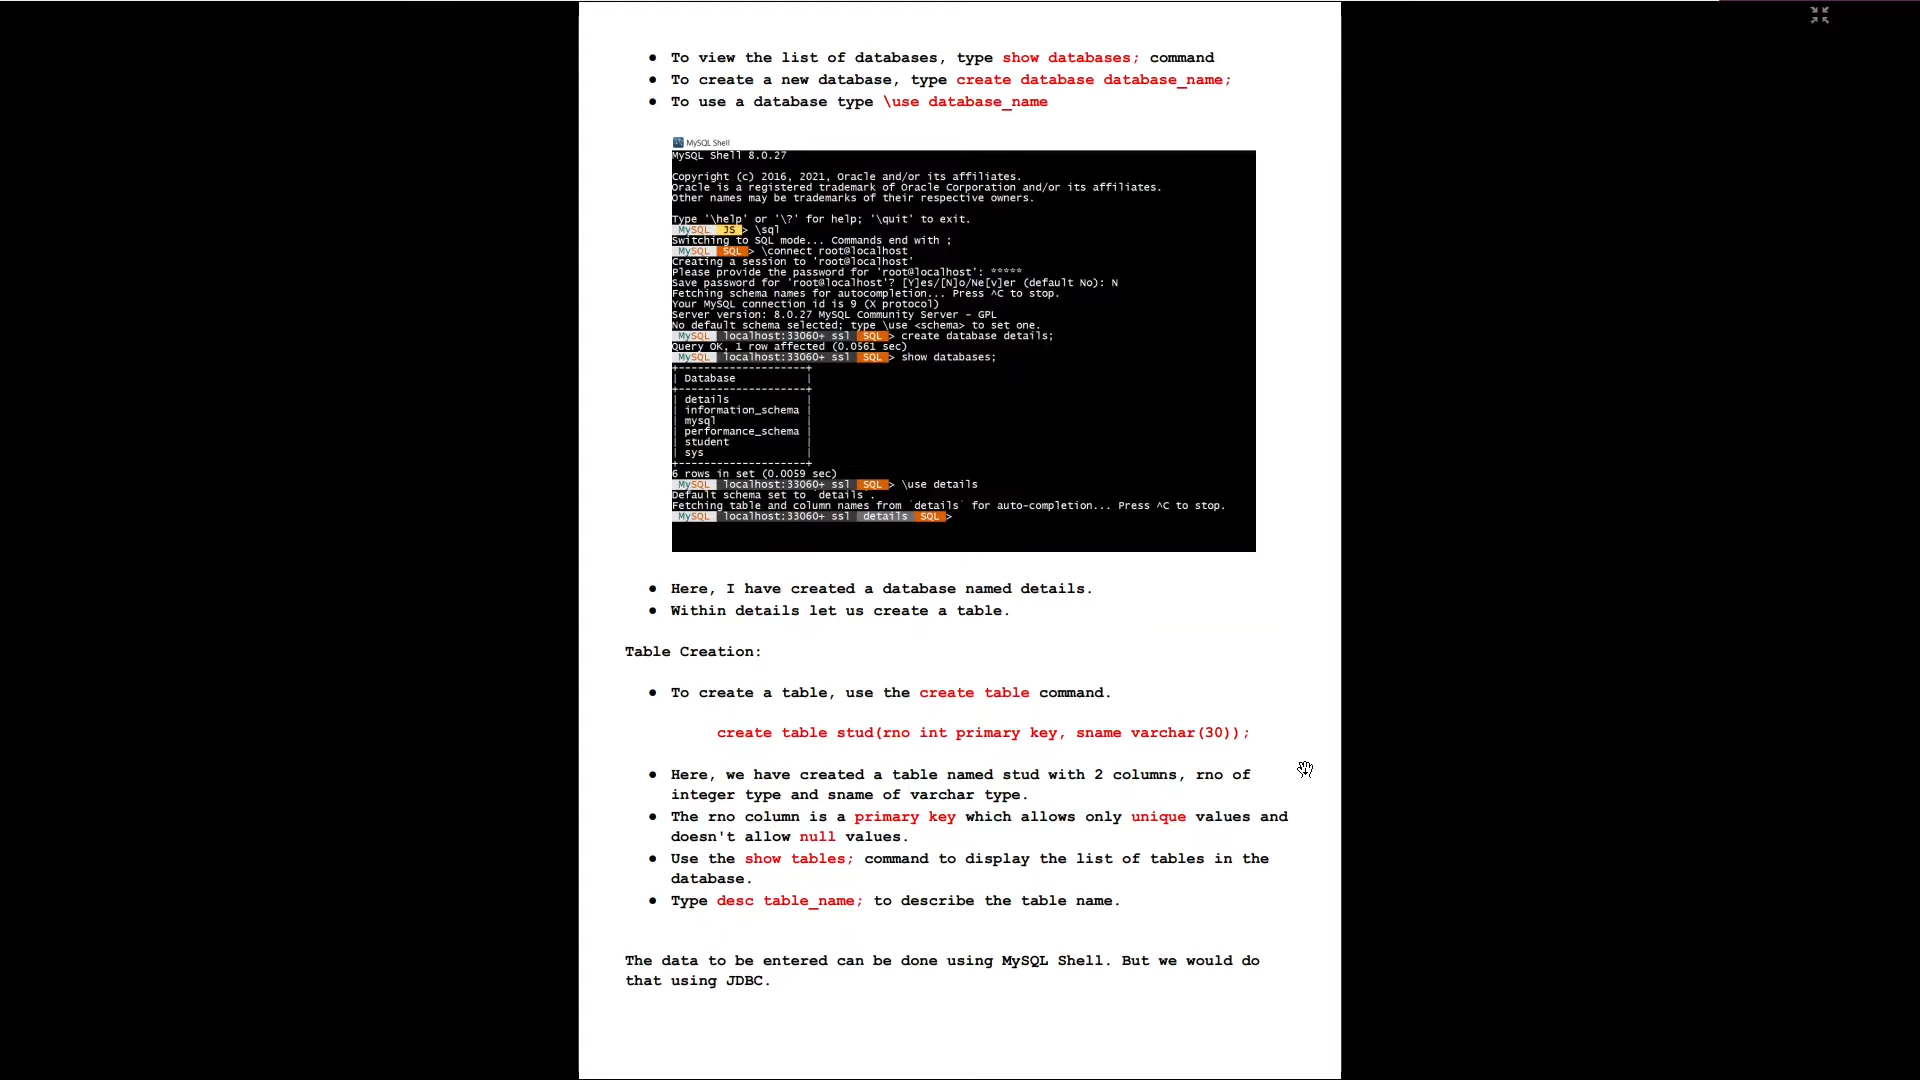 ● To view the list of databases, type show databases; command
● To create a new database, type create database database_name;
● To use a database type \use database_name
MySQL Shell
MySQL Shell 8.0.27
Copyright (c) 2016, 2021, Oracle and/or its affiliates.
Oracle is a registered trademark of Oracle Corporation and/or its affiliates.
Other names may be trademarks of their respective owners.
Type '\help' or '\?' for help; '\quit' to exit.
MySQL JS > \sql
Switching to SQL mode... Commands end with ;
MySQL SQL > \connect root@localhost
Creating a session to 'root@localhost'
Please provide the password for 'root@localhost': *****
Save password for 'root@localhost'? [Y]es/[N]o/Ne[v]er (default No): N
Fetching schema names for autocompletion... Press ^C to stop.
Your MySQL connection id is 9 (X protocol)
Server version: 8.0.27 MySQL Community Server - GPL
No default schema selected; type \use <schema> to set one.
MySQL localhost:33060+ ssl SQL > create database details;
Query OK, 1 row affected (0.0561 sec)
MySQL localhost:33060+ ssl SQL > show databases;
+--------------------+
| Database           |
+--------------------+
| details            |
| information_schema |
| mysql              |
| performance_schema |
| student            |
| sys                |
+--------------------+
6 rows in set (0.0059 sec)
MySQL localhost:33060+ ssl SQL > \use details
Default schema set to `details`.
Fetching table and column names from `details` for auto-completion... Press ^C to stop.
MySQL localhost:33060+ ssl details SQL >
● Here, I have created a database named details.
● Within details let us create a table.
Table Creation:
● To create a table, use the create table command.
create table stud(rno int primary key, sname varchar(30));
● Here, we have created a table named stud with 2 columns, rno of
integer type and sname of varchar type.
● The rno column is a primary key which allows only unique values and
doesn't allow null values.
● Use the show tables; command to display the list of tables in the
database.
● Type desc table_name; to describe the table name.
The data to be entered can be done using MySQL Shell. But we would do
that using JDBC.